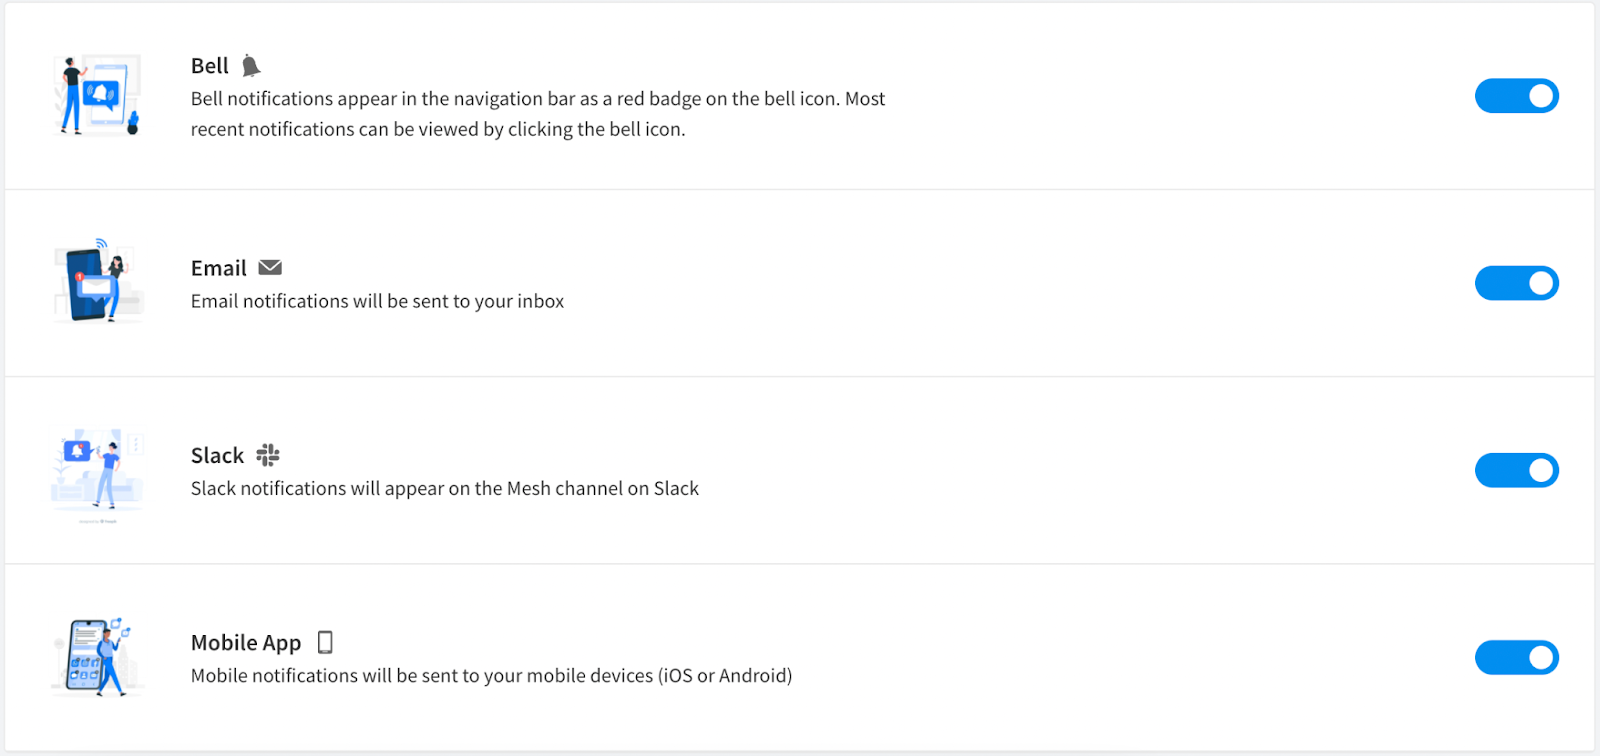 Bell
Bell notifications appear in the navigation bar as a red badge on the bell icon. Most
recent notifications can be viewed by clicking the bell icon.
Email
Email notifications will be sent to your inbox
Slack
Slack notifications will appear on the Mesh channel on Slack
Mobile App
Mobile notifications will be sent to your mobile devices (iOS or Android)